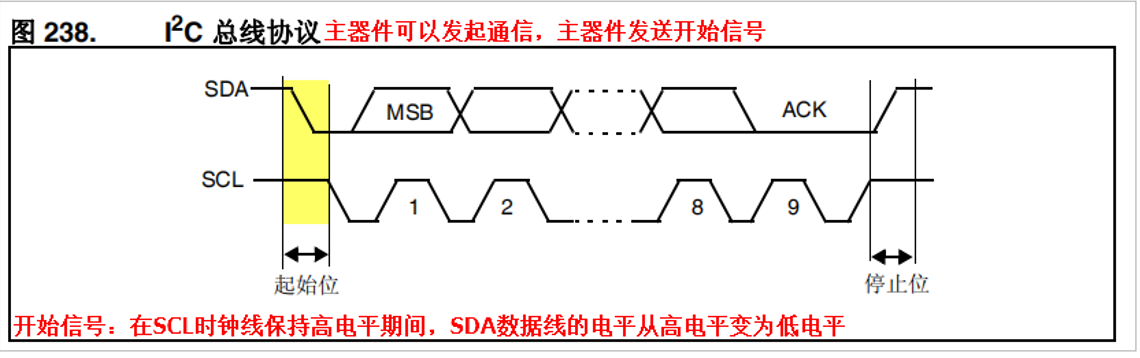 图 238. I²C 总线协议主器件可以发起通信，主器件发送开始信号
SDA MSB ACK
SCL 1 2 8 9
起始位 停止位
开始信号：在SCL时钟线保持高电平期间，SDA数据线的电平从高电平变为低电平